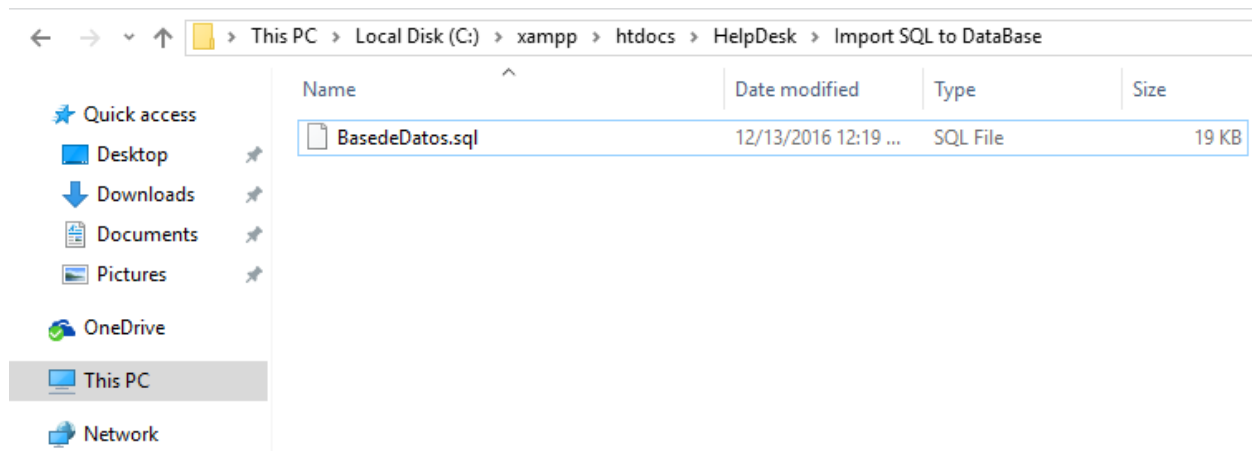 This PC > Local Disk (C:) > xampp > htdocs > HelpDesk > Import SQL to DataBase
Name Date modified Type Size
BasedeDatos.sql 12/13/2016 12:19 ... SQL File 19 KB
Quick access
Desktop
Downloads
Documents
Pictures
OneDrive
This PC
Network